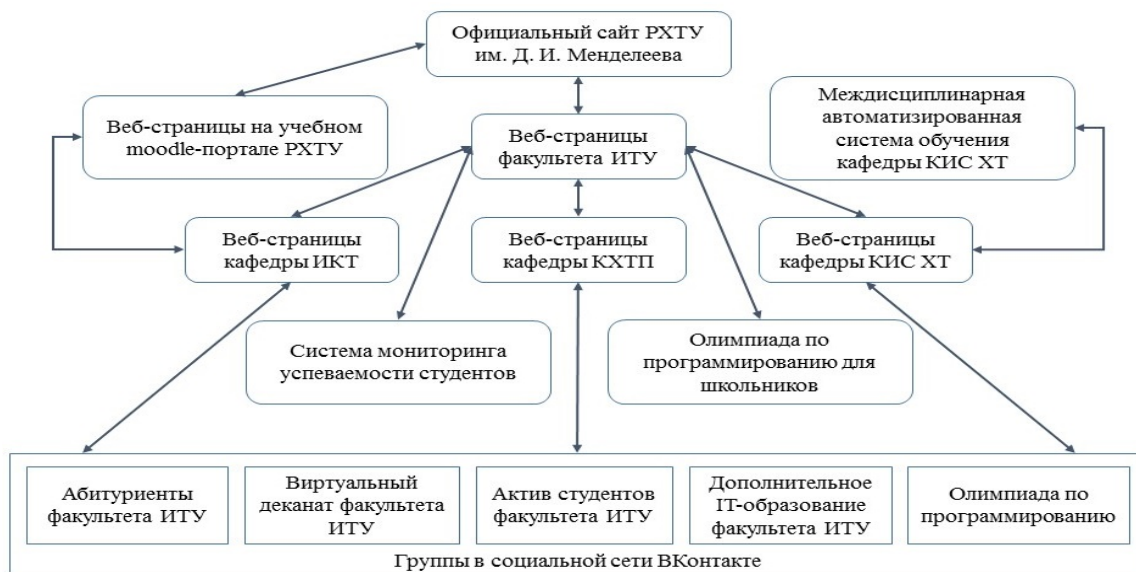 Официальный сайт РХТУ
им. Д. И. Менделеева
Веб-страницы на учебном
moodle-портале РХТУ
Веб-страницы
факультета ИТУ
Междисциплинарная
автоматизированная
система обучения
кафедры КИС ХТ
Веб-страницы
кафедры ИКТ
Веб-страницы
кафедры КХТП
Веб-страницы
кафедры КИС ХТ
Система мониторинга
успеваемости студентов
Олимпиада по
программированию для
школьников
Абитуриенты
факультета ИТУ
Виртуальный
деканат факультета
ИТУ
Актив студентов
факультета ИТУ
Дополнительное
IT-образование
факультета ИТУ
Олимпиада по
программированию
Группы в социальной сети ВКонтакте